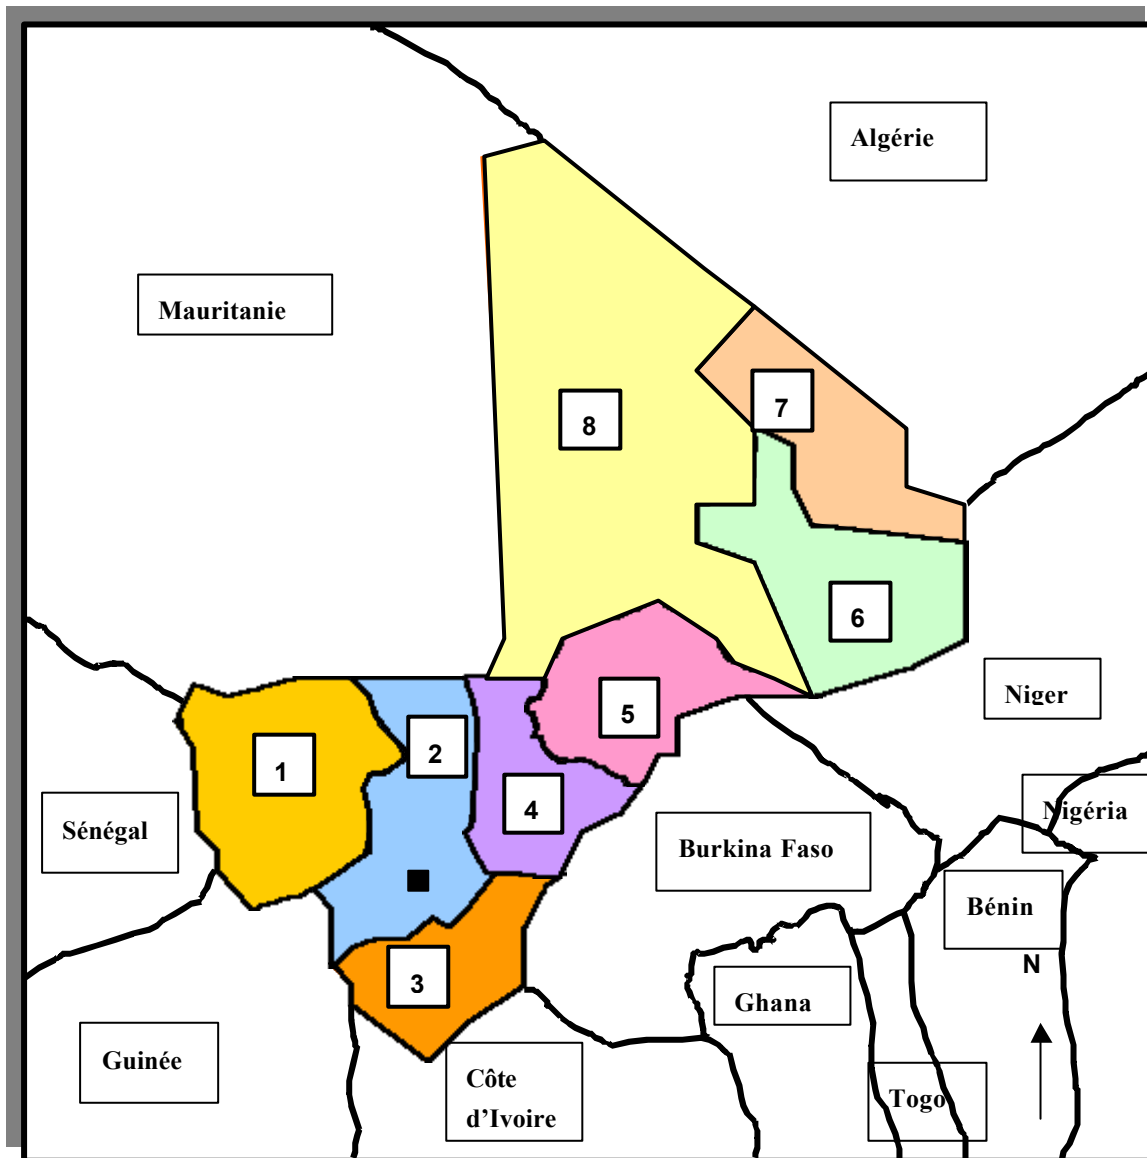 Algérie
Mauritanie
7
8
6
Niger
5
2
1
4
Nigéria
Sénégal
Burkina Faso
Bénin
N
3
Ghana
Guinée
Côte
d'Ivoire
Togo